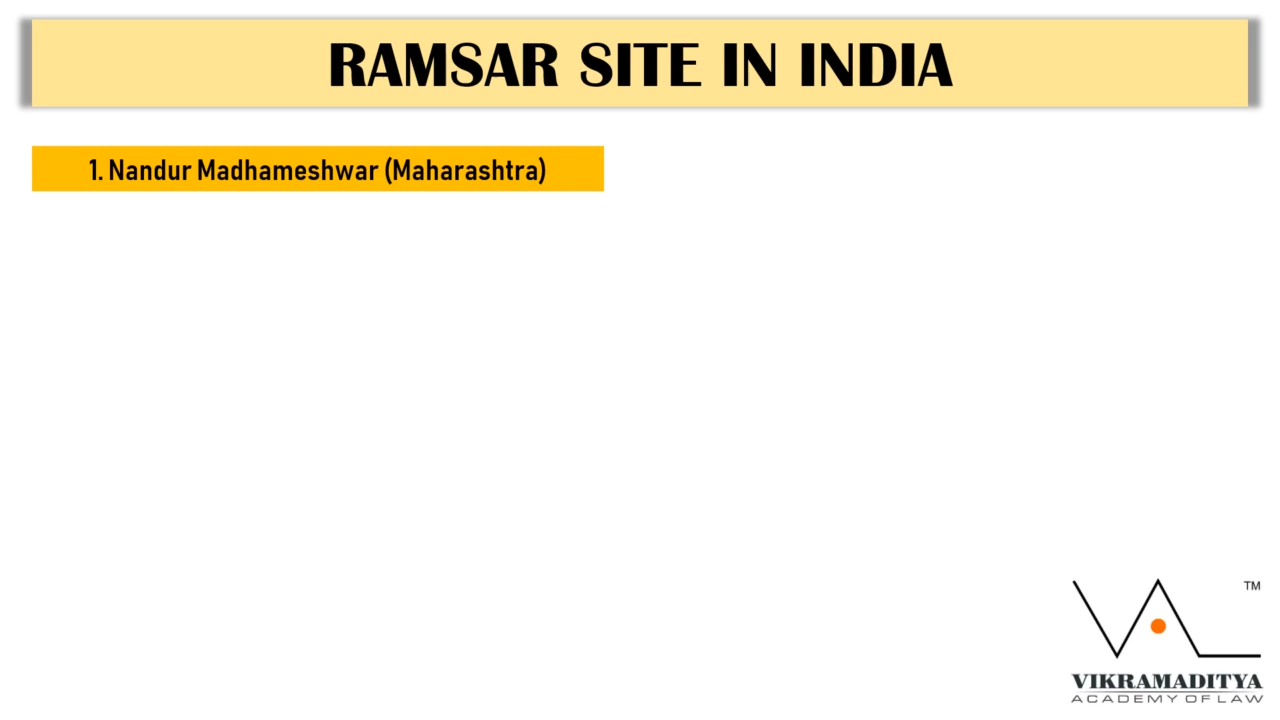 RAMSAR SITE IN INDIA
1. Nandur Madhameshwar (Maharashtra)
TM
VIKRAMADITYA
ACADEMY OF LAW